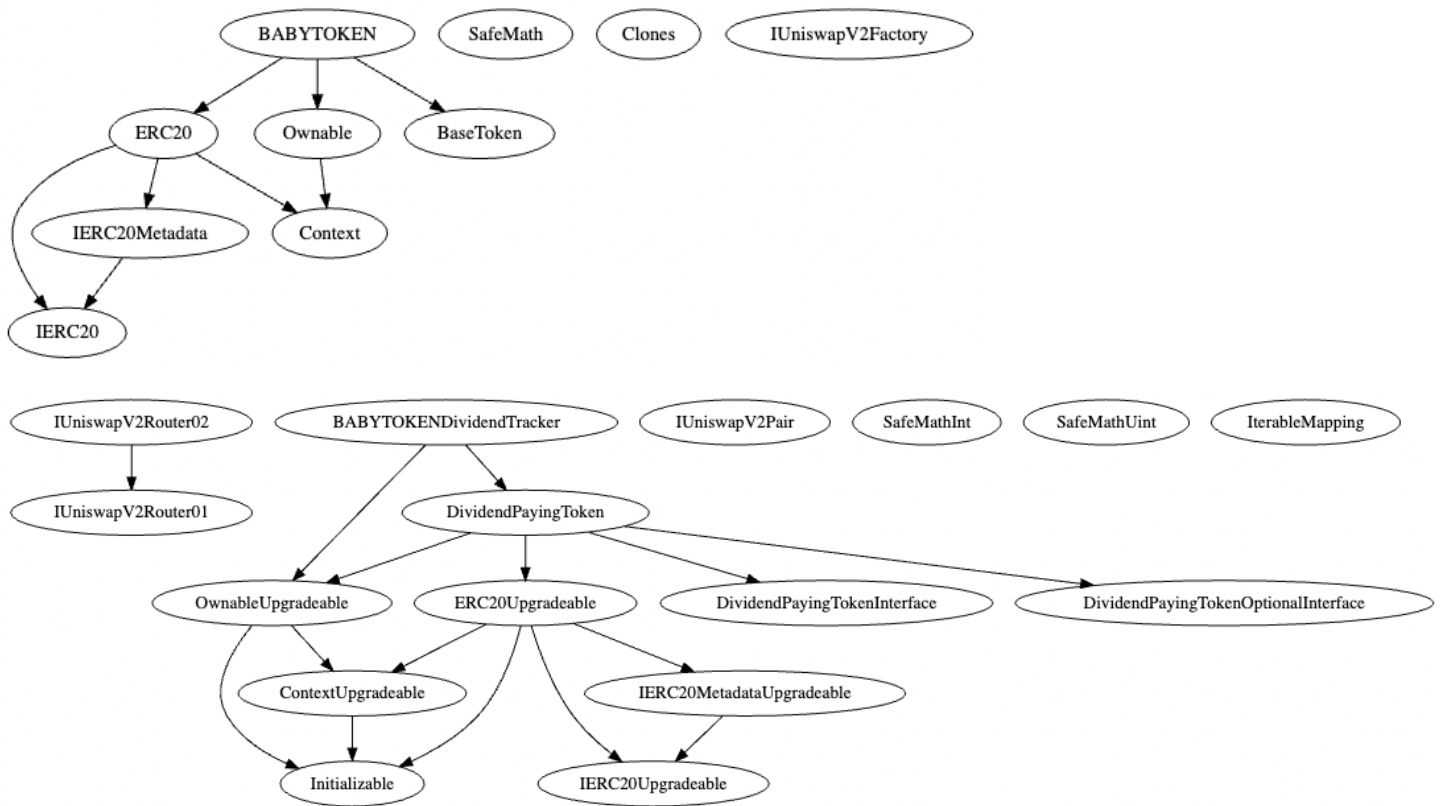 BABYTOKEN
SafeMath
Clones
IUniswapV2Factory
ERC20
Ownable
BaseToken
IERC20Metadata
Context
IERC20
IUniswapV2Router02
BABYTOKENDividendTracker
IUniswapV2Pair
SafeMathInt
SafeMathUint
IterableMapping
IUniswapV2Router01
DividendPayingToken
OwnableUpgradeable
ERC20Upgradeable
DividendPayingTokenInterface
DividendPayingTokenOptionalInterface
ContextUpgradeable
IERC20MetadataUpgradeable
Initializable
IERC20Upgradeable